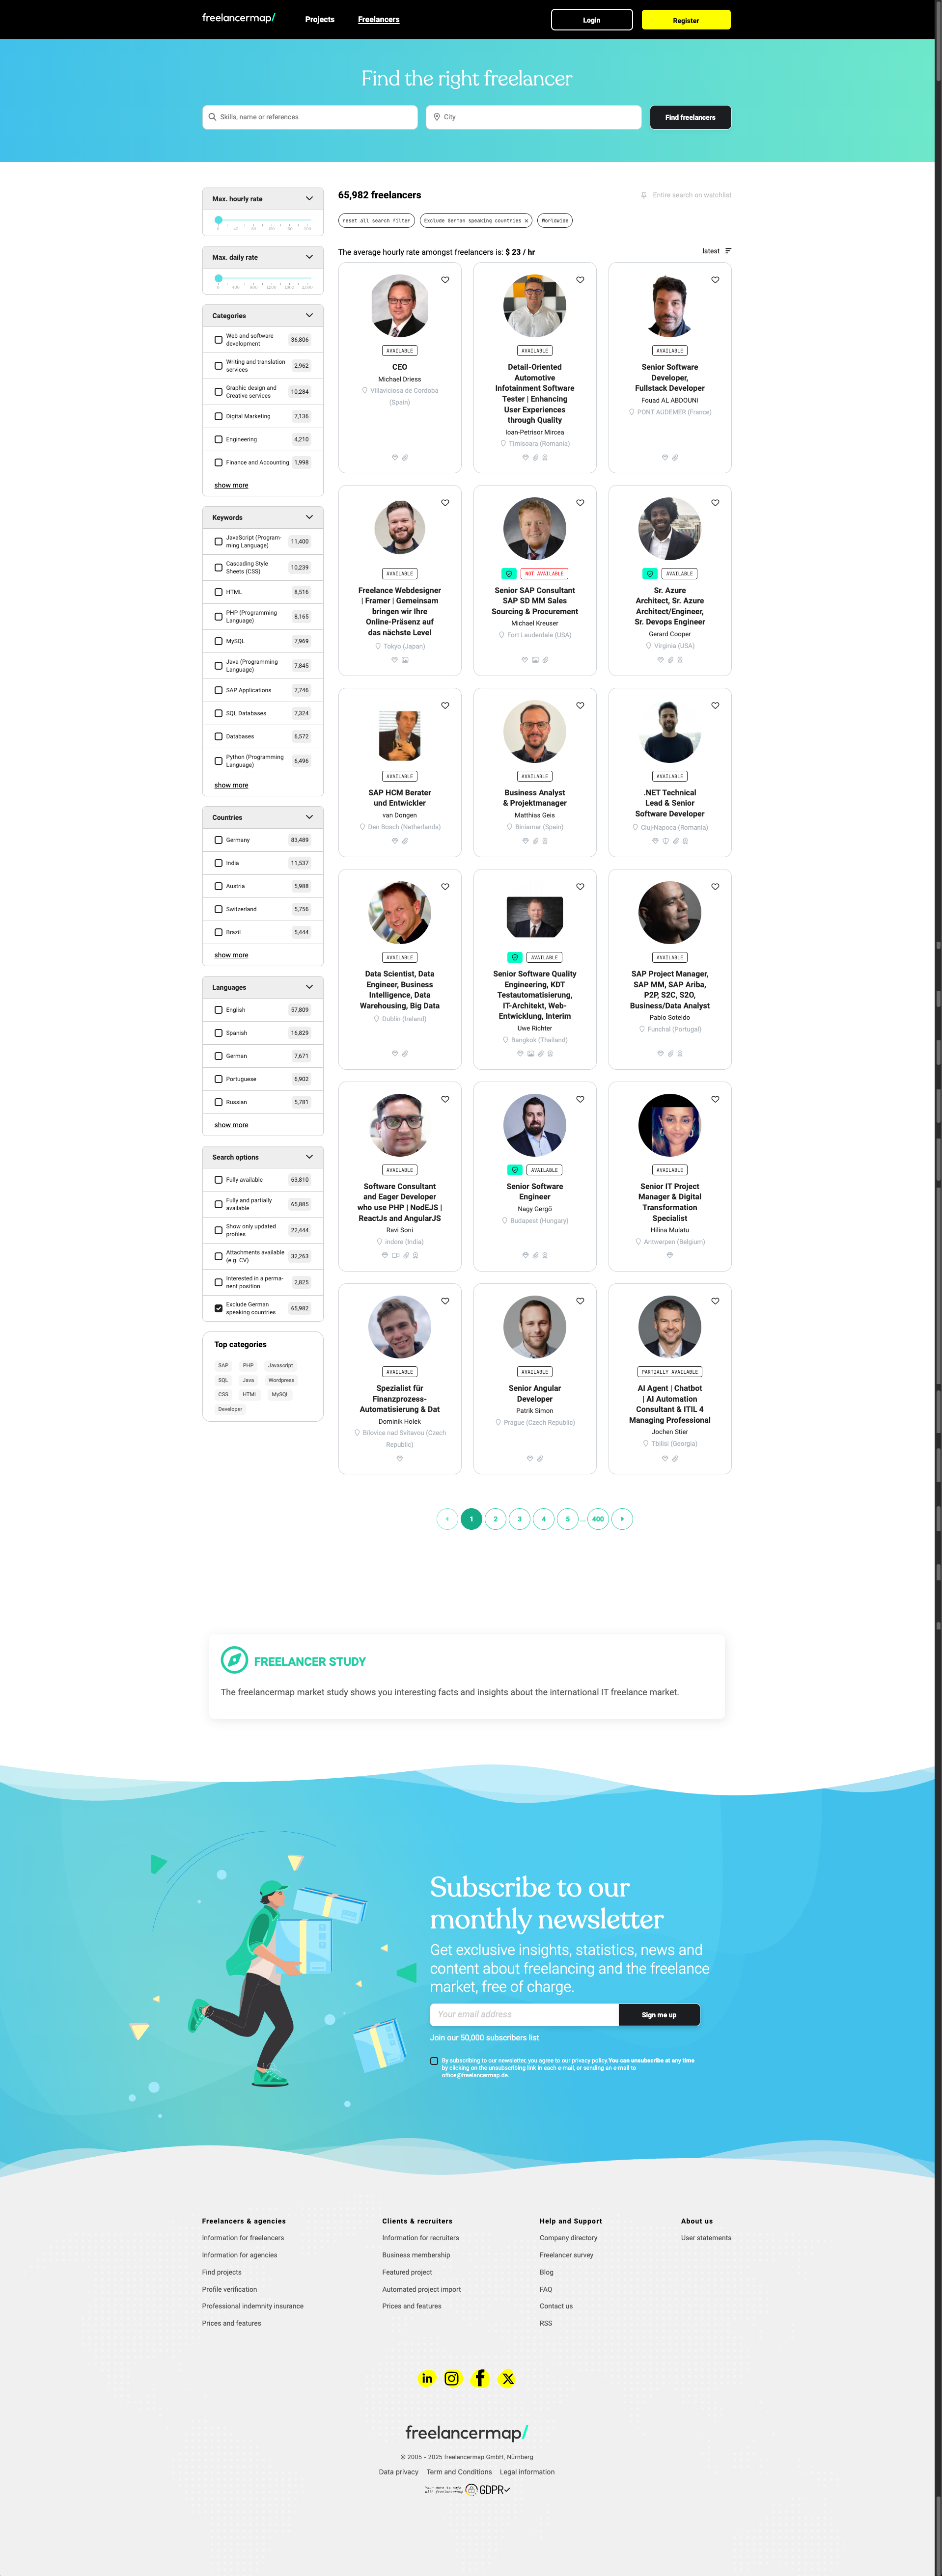 freelancermap/
Projects
Freelancers
Login
Register
Find the right freelancer
Skills, name or references
City
Find freelancers
Max. hourly rate
Max. daily rate
Categories
Web and software
development
36,806
Writing and translation
services
2,962
Graphic design and
Creative services
10,284
Digital Marketing
7,136
Engineering
4,210
Finance and Accounting
1,998
show more
Keywords
JavaScript (Program-
ming Language)
11,400
Cascading Style
Sheets (CSS)
10,239
HTML
8,516
PHP (Programming
Language)
8,165
MySQL
7,969
Java (Programming
Language)
7,845
SAP Applications
7,746
SQL Databases
7,324
Databases
6,572
Python (Programming
Language)
6,496
show more
Countries
Germany
83,489
India
11,537
Austria
5,988
Switzerland
5,756
Brazil
5,444
show more
Languages
English
57,809
Spanish
16,829
German
7,671
Portuguese
6,902
Russian
5,781
show more
Search options
Fully available
63,810
Fully and partially
available
65,885
Show only updated
profiles
22,444
Attachments available
(e.g. CV)
32,263
Interested in a perma-
nent position
2,825
Exclude German
speaking countries
65,982
Top categories
SAP PHP Javascript
SQL Java Wordpress
CSS HTML MySQL
Developer
65,982 freelancers
Entire search on watchlist
reset all search filter
Exclude German speaking countries ×
Worldwide
The average hourly rate amongst freelancers is: $ 23 / hr
latest
AVAILABLE
CEO
Michael Driess
Villaviciosa de Cordoba
(Spain)
AVAILABLE
Detail-Oriented
Automotive
Infotainment Software
Tester | Enhancing
User Experiences
through Quality
Ioan-Petrisor Mircea
Timisoara (Romania)
AVAILABLE
Senior Software
Developer,
Fullstack Developer
Fouad AL ABDOUNI
PONT AUDEMER (France)
AVAILABLE
Freelance Webdesigner
| Framer | Gemeinsam
bringen wir Ihre
Online-Präsenz auf
das nächste Level
Tokyo (Japan)
NOT AVAILABLE
Senior SAP Consultant
SAP SD MM Sales
Sourcing & Procurement
Michael Kreuser
Fort Lauderdale (USA)
AVAILABLE
Sr. Azure
Architect, Sr. Azure
Architect/Engineer,
Sr. Devops Engineer
Gerard Cooper
Virginia (USA)
AVAILABLE
SAP HCM Berater
und Entwickler
van Dongen
Den Bosch (Netherlands)
AVAILABLE
Business Analyst
& Projektmanager
Matthias Geis
Biniamar (Spain)
AVAILABLE
.NET Technical
Lead & Senior
Software Developer
Cluj-Napoca (Romania)
AVAILABLE
Data Scientist, Data
Engineer, Business
Intelligence, Data
Warehousing, Big Data
Dublin (Ireland)
AVAILABLE
Senior Software Quality
Engineering, KDT
Testautomatisierung,
IT-Architekt, Web-
Entwicklung, Interim
Uwe Richter
Bangkok (Thailand)
AVAILABLE
SAP Project Manager,
SAP MM, SAP Ariba,
P2P, S2C, S2O,
Business/Data Analyst
Pablo Soteldo
Funchal (Portugal)
AVAILABLE
Software Consultant
and Eager Developer
who use PHP | NodEJS |
ReactJs and AngularJS
Ravi Soni
indore (India)
AVAILABLE
Senior Software
Engineer
Nagy Gergő
Budapest (Hungary)
AVAILABLE
Senior IT Project
Manager & Digital
Transformation
Specialist
Hilina Mulatu
Antwerpen (Belgium)
AVAILABLE
Spezialist für
Finanzprozess-
Automatisierung & Dat
Dominik Holek
Bílovice nad Svitavou (Czech
Republic)
AVAILABLE
Senior Angular
Developer
Patrik Simon
Prague (Czech Republic)
PARTIALLY AVAILABLE
AI Agent | Chatbot
| AI Automation
Consultant & ITIL 4
Managing Professional
Jochen Stier
Tbilisi (Georgia)
1 2 3 4 5 ... 400
FREELANCER STUDY
The freelancermap market study shows you interesting facts and insights about the international IT freelance market.
Subscribe to our
monthly newsletter
Get exclusive insights, statistics, news and
content about freelancing and the freelance
market, free of charge.
Your email address
Sign me up
Join our 50,000 subscribers list
By subscribing to our newsletter, you agree to our privacy policy. You can unsubscribe at any time
by clicking on the unsubscribing link in each e-mail, or sending an e-mail to
office@freelancermap.de.
Freelancers & agencies
Information for freelancers
Information for agencies
Find projects
Profile verification
Professional indemnity insurance
Prices and features
Clients & recruiters
Information for recruiters
Business membership
Featured project
Automated project import
Prices and features
Help and Support
Company directory
Freelancer survey
Blog
FAQ
Contact us
RSS
About us
User statements
freelancermap/
© 2005 - 2025 freelancermap GmbH, Nürnberg
Data privacy
Term and Conditions
Legal information
Your data is safe
with freelancermap
GDPR